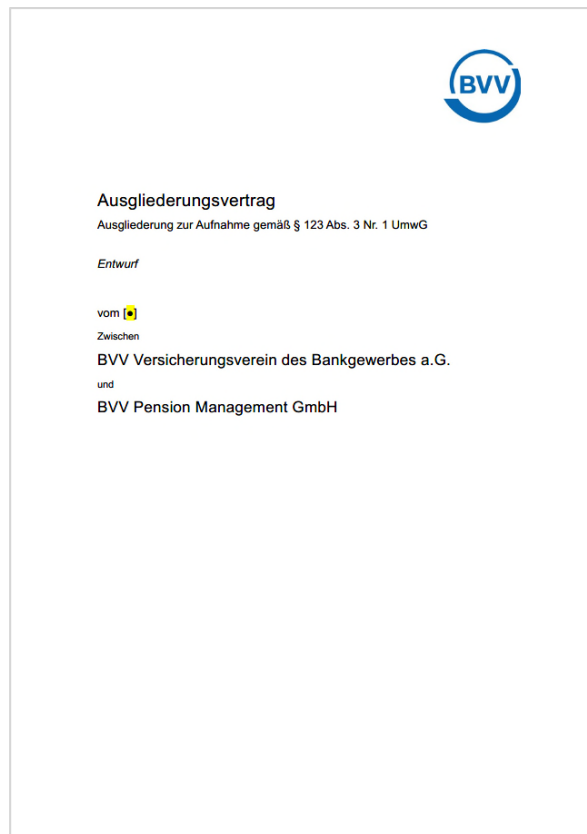 BVV
Ausgliederungsvertrag
Ausgliederung zur Aufnahme gemäß § 123 Abs. 3 Nr. 1 UmwG
Entwurf
vom [●]
Zwischen
BVV Versicherungsverein des Bankgewerbes a.G.
und
BVV Pension Management GmbH